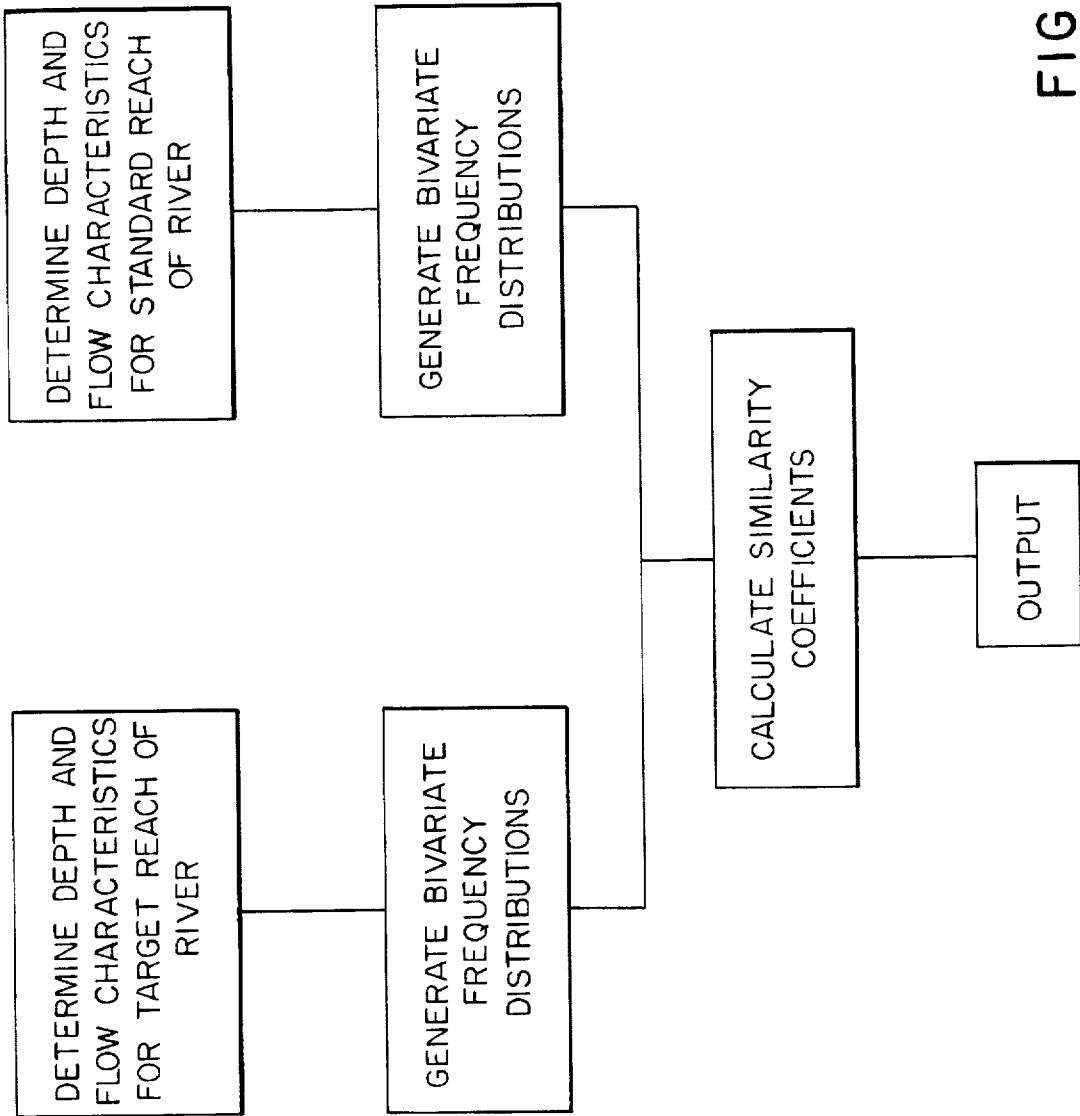 DETERMINE DEPTH AND
FLOW CHARACTERISTICS
FOR TARGET REACH OF
RIVER
DETERMINE DEPTH AND
FLOW CHARACTERISTICS
FOR STANDARD REACH
OF RIVER
GENERATE BIVARIATE
FREQUENCY
DISTRIBUTIONS
GENERATE BIVARIATE
FREQUENCY
DISTRIBUTIONS
CALCULATE SIMILARITY
COEFFICIENTS
OUTPUT
FIG